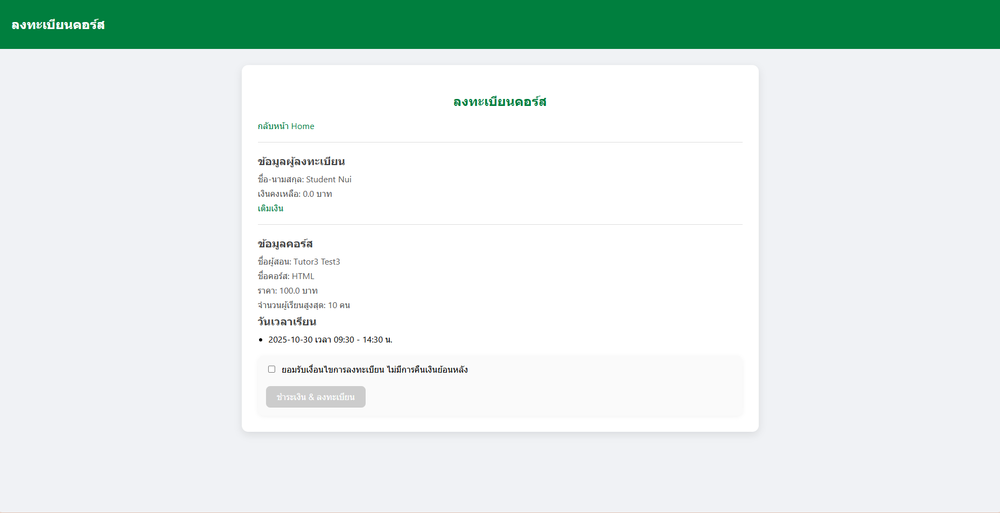 ลงทะเบียนคอร์ส
ลงทะเบียนคอร์ส
กลับหน้า Home
ข้อมูลผู้ลงทะเบียน
ชื่อ-นามสกุล: Student Nui
เงินคงเหลือ: 0.0 บาท
เติมเงิน
ข้อมูลคอร์ส
ชื่อผู้สอน: Tutor3 Test3
ชื่อคอร์ส: HTML
ราคา: 100.0 บาท
จำนวนผู้เรียนสูงสุด: 10 คน
วันเวลาเรียน
• 2025-10-30 เวลา 09:30 - 14:30 น.
ยอมรับเงื่อนไขการลงทะเบียน ไม่มีการคืนเงินย้อนหลัง
ชำระเงิน & ลงทะเบียน